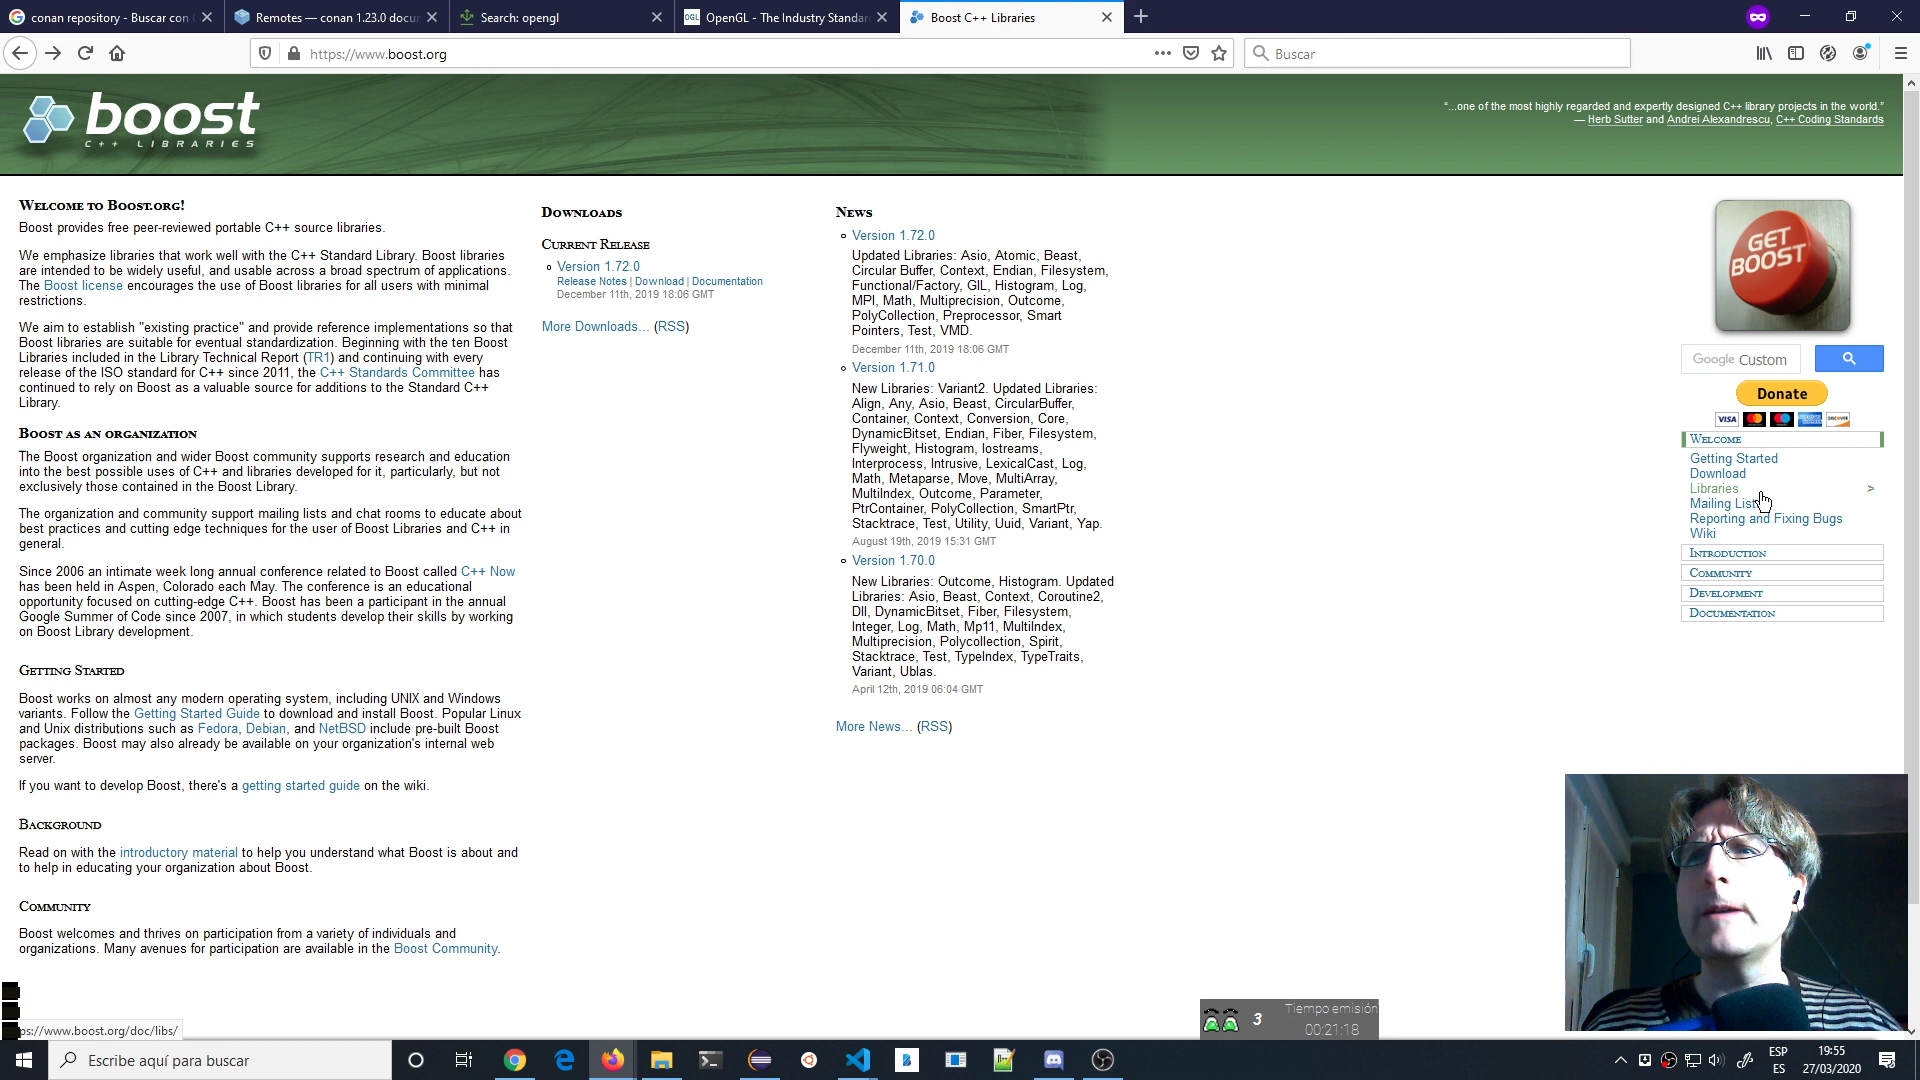 conan repository - Buscar con
Remotes — conan 1.23.0 docu
Search: opengl
OGL
OpenGL - The Industry Standar
Boost C++ Libraries
https://www.boost.org
Buscar
boost
C++ LIBRARIES
“...one of the most highly regarded and expertly designed C++ library projects in the world.”
— Herb Sutter and Andrei Alexandrescu, C++ Coding Standards
WELCOME TO BOOST.ORG!
Boost provides free peer-reviewed portable C++ source libraries.
We emphasize libraries that work well with the C++ Standard Library. Boost libraries
are intended to be widely useful, and usable across a broad spectrum of applications.
The Boost license encourages the use of Boost libraries for all users with minimal
restrictions.
We aim to establish "existing practice" and provide reference implementations so that
Boost libraries are suitable for eventual standardization. Beginning with the ten Boost
Libraries included in the Library Technical Report (TR1) and continuing with every
release of the ISO standard for C++ since 2011, the C++ Standards Committee has
continued to rely on Boost as a valuable source for additions to the Standard C++
Library.
BOOST AS AN ORGANIZATION
The Boost organization and wider Boost community supports research and education
into the best possible uses of C++ and libraries developed for it, particularly, but not
exclusively those contained in the Boost Library.
The organization and community support mailing lists and chat rooms to educate about
best practices and cutting edge techniques for the user of Boost Libraries and C++ in
general.
Since 2006 an intimate week long annual conference related to Boost called C++ Now
has been held in Aspen, Colorado each May. The conference is an educational
opportunity focused on cutting-edge C++. Boost has been a participant in the annual
Google Summer of Code since 2007, in which students develop their skills by working
on Boost Library development.
GETTING STARTED
Boost works on almost any modern operating system, including UNIX and Windows
variants. Follow the Getting Started Guide to download and install Boost. Popular Linux
and Unix distributions such as Fedora, Debian, and NetBSD include pre-built Boost
packages. Boost may also already be available on your organization's internal web
server.
If you want to develop Boost, there's a getting started guide on the wiki.
BACKGROUND
Read on with the introductory material to help you understand what Boost is about and
to help in educating your organization about Boost.
COMMUNITY
Boost welcomes and thrives on participation from a variety of individuals and
organizations. Many avenues for participation are available in the Boost Community.
DOWNLOADS
CURRENT RELEASE
Version 1.72.0
Release Notes | Download | Documentation
December 11th, 2019 18:06 GMT
More Downloads... (RSS)
NEWS
Version 1.72.0
Updated Libraries: Asio, Atomic, Beast,
Circular Buffer, Context, Endian, Filesystem,
Functional/Factory, GIL, Histogram, Log,
MPI, Math, Multiprecision, Outcome,
PolyCollection, Preprocessor, Smart
Pointers, Test, VMD.
December 11th, 2019 18:06 GMT
Version 1.71.0
New Libraries: Variant2. Updated Libraries:
Align, Any, Asio, Beast, CircularBuffer,
Container, Context, Conversion, Core,
DynamicBitset, Endian, Fiber, Filesystem,
Flyweight, Histogram, Iostreams,
Interprocess, Intrusive, LexicalCast, Log,
Math, Metaparse, Move, MultiArray,
MultiIndex, Outcome, Parameter,
PtrContainer, PolyCollection, SmartPtr,
Stacktrace, Test, Utility, Uuid, Variant, Yap.
August 19th, 2019 15:31 GMT
Version 1.70.0
New Libraries: Outcome, Histogram. Updated
Libraries: Asio, Beast, Context, Coroutine2,
Dll, DynamicBitset, Fiber, Filesystem,
Integer, Log, Math, Mp11, MultiIndex,
Multiprecision, Polycollection, Spirit,
Stacktrace, Test, TypeIndex, TypeTraits,
Variant, Ublas.
April 12th, 2019 06:04 GMT
More News... (RSS)
GET
BOOST
Google Custom
Donate
VISA
DISCOVER
WELCOME
Getting Started
Download
Libraries >
Mailing Lists
Reporting and Fixing Bugs
Wiki
INTRODUCTION
COMMUNITY
DEVELOPMENT
DOCUMENTATION
ps://www.boost.org/doc/libs/
3
Tiempo emisión
00:21:18
Escribe aquí para buscar
ESP
ES
19:55
27/03/2020